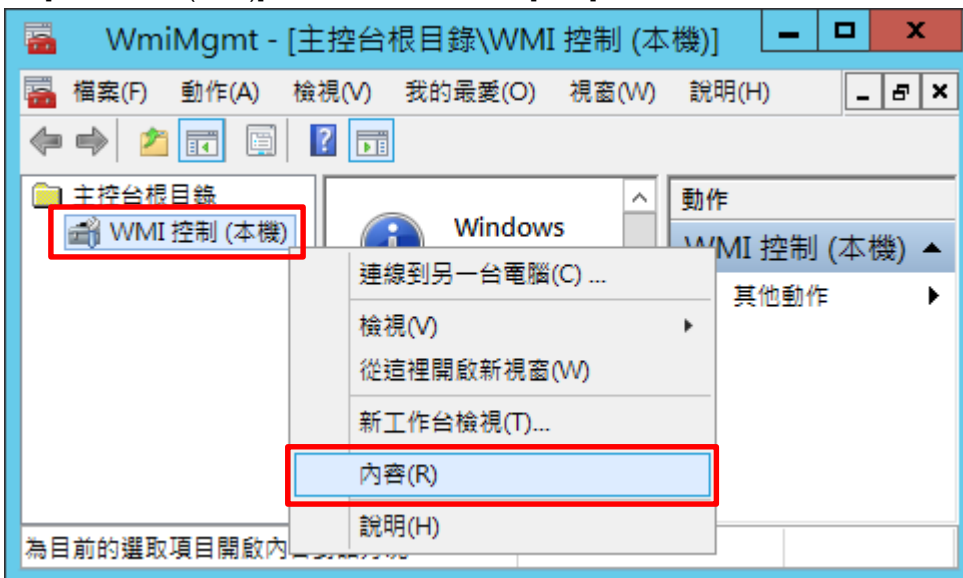 WmiMgmt - [主控台根目錄\WMI 控制 (本機)]
檔案(F) 動作(A) 檢視(V) 我的最愛(O) 視窗(W) 說明(H)
主控台根目錄
WMI 控制 (本機)
Windows
動作
WMI 控制 (本機)
其他動作
連線到另一台電腦(C) ...
檢視(V)
從這裡開啟新視窗(W)
新工作台檢視(T)...
內容(R)
說明(H)
為目前的選取項目開啟內